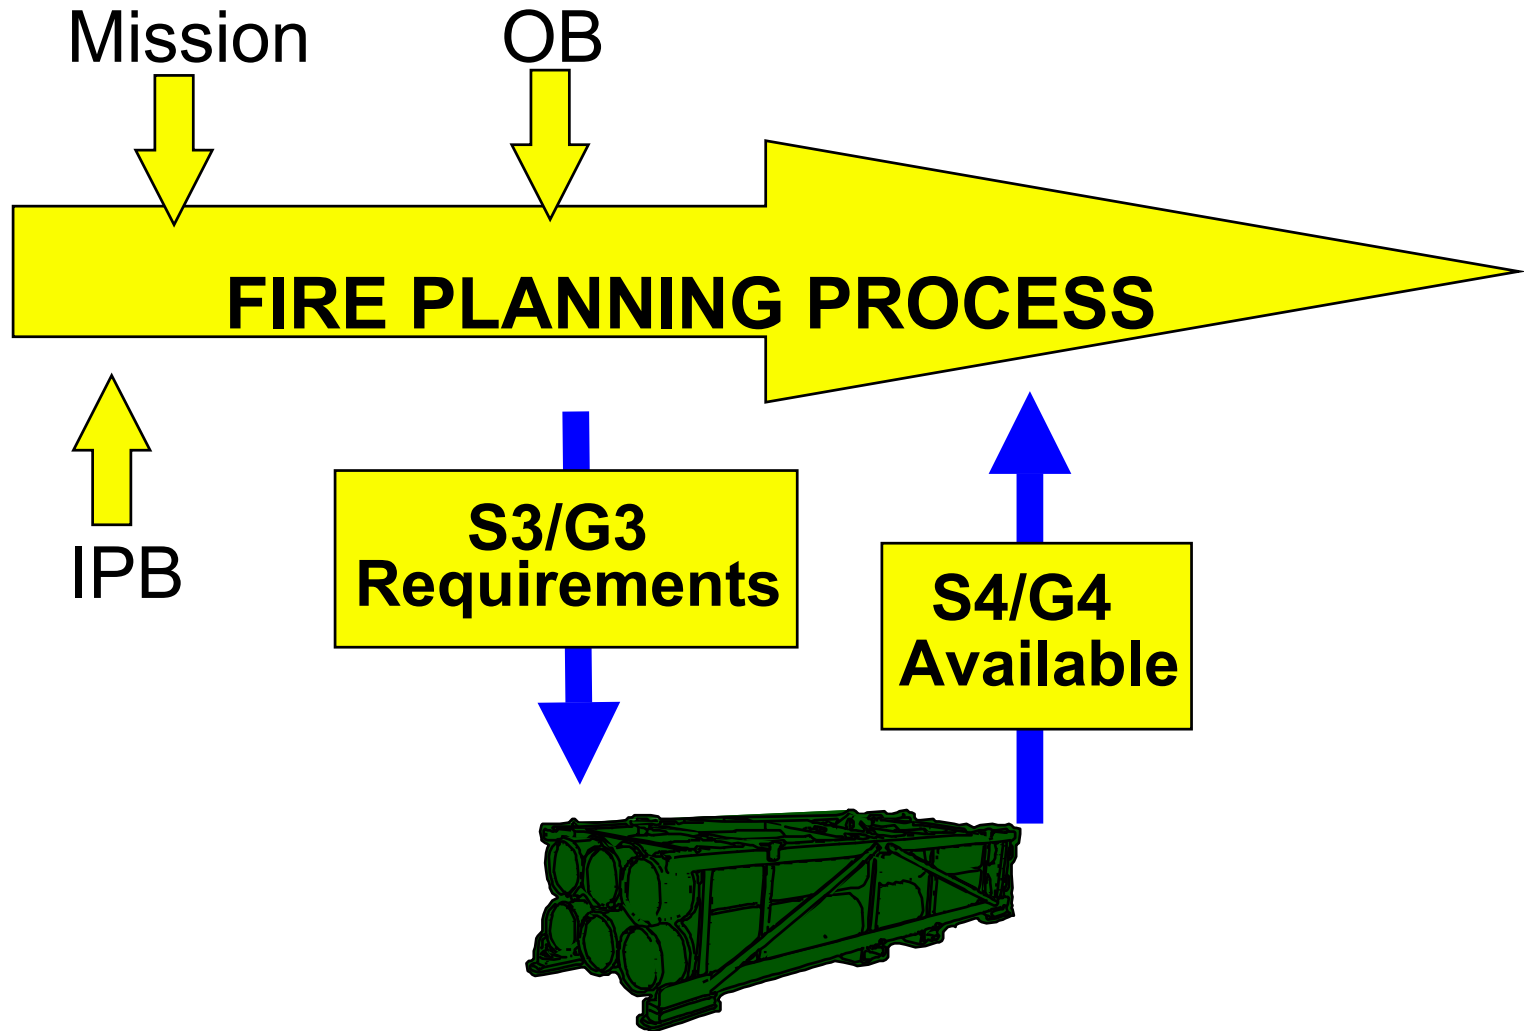 Mission
OB
FIRE PLANNING PROCESS
IPB
S3/G3
Requirements
S4/G4
Available